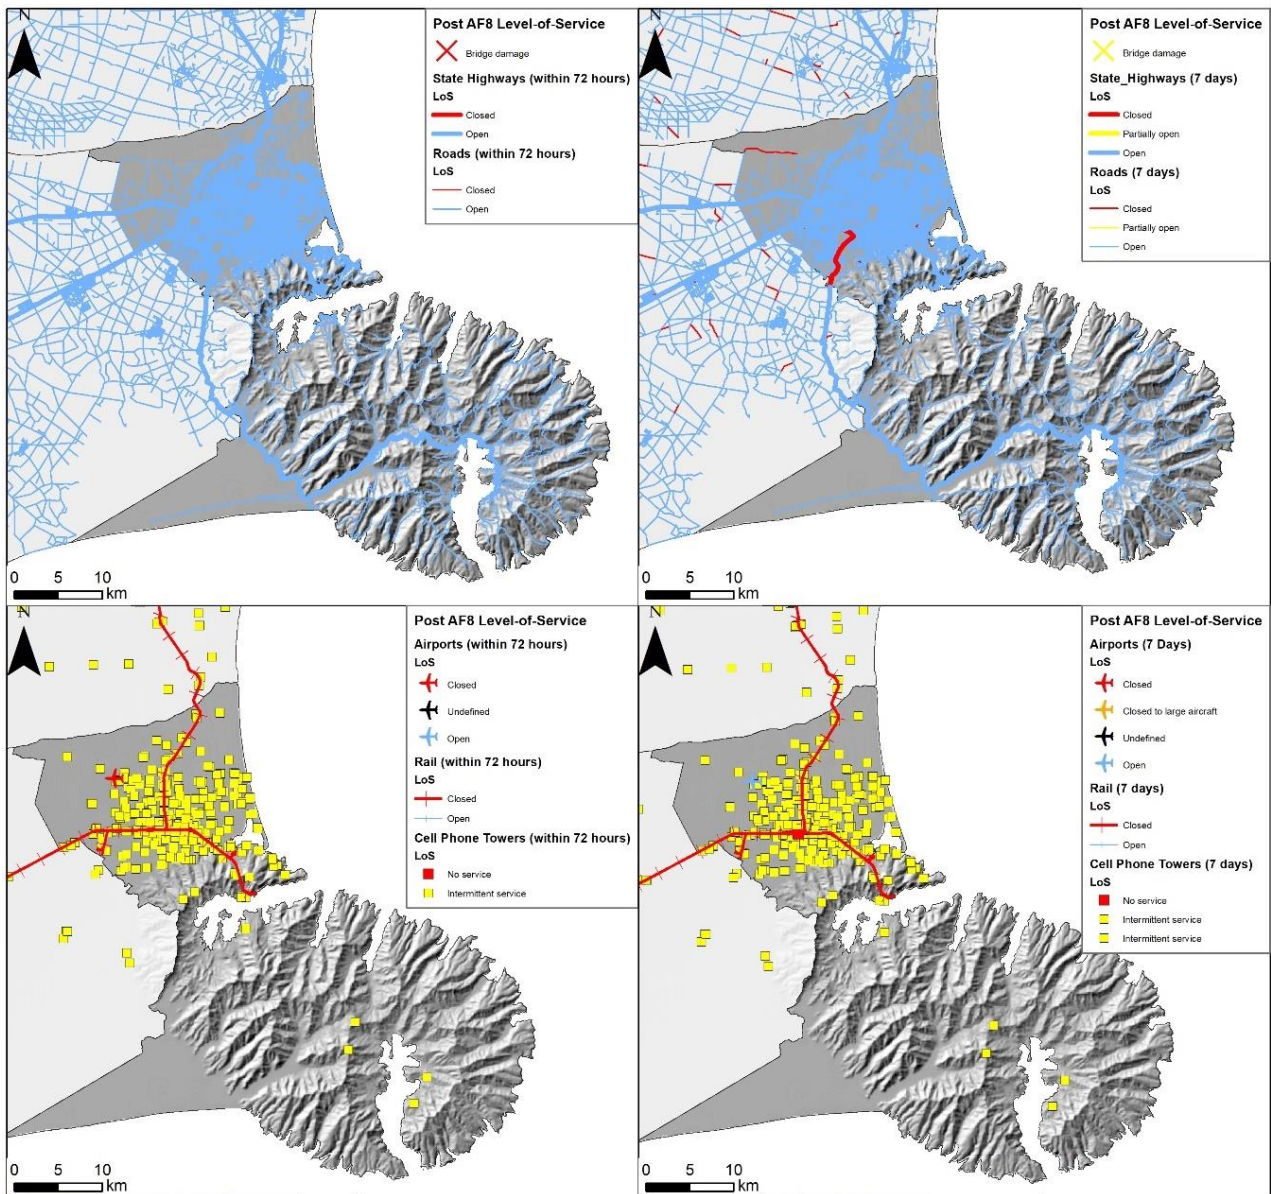 N
Post AF8 Level-of-Service
Bridge damage
State Highways (within 72 hours)
LoS
Closed
Open
Roads (within 72 hours)
LoS
Closed
Open
0 5 10
km
N
Post AF8 Level-of-Service
Bridge damage
State_Highways (7 days)
LoS
Closed
Partially open
Open
Roads (7 days)
LoS
Closed
Partially open
Open
0 5 10
km
N
Post AF8 Level-of-Service
Airports (within 72 hours)
LoS
Closed
Undefined
Open
Rail (within 72 hours)
LoS
Closed
Open
Cell Phone Towers (within 72 hours)
LoS
No service
Intermittent service
0 5 10
km
N
Post AF8 Level-of-Service
Airports (7 Days)
LoS
Closed
Closed to large aircraft
Undefined
Open
Rail (7 days)
LoS
Closed
Open
Cell Phone Towers (7 days)
LoS
No service
Intermittent service
Intermittent service
0 5 10
km